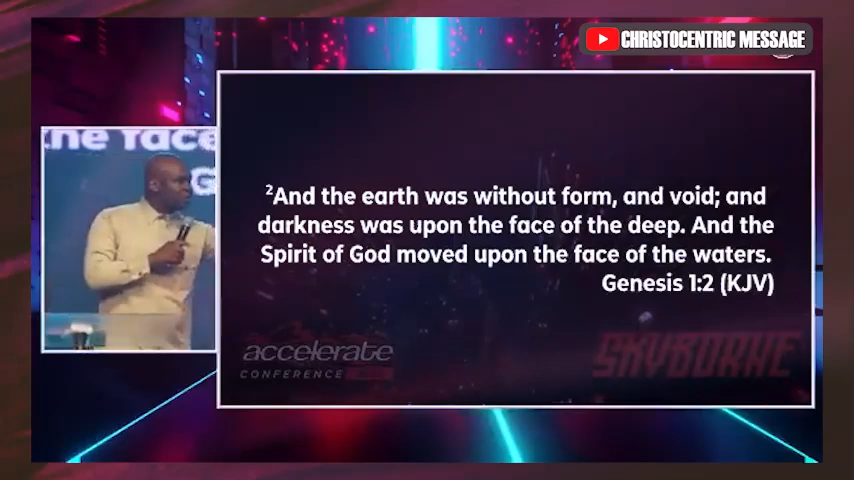 CHRISTOCENTRIC MESSAGE
the face
G
²And the earth was without form, and void; and
darkness was upon the face of the deep. And the
Spirit of God moved upon the face of the waters.
Genesis 1:2 (KJV)
accelerate
CONFERENCE
SKYBORNE